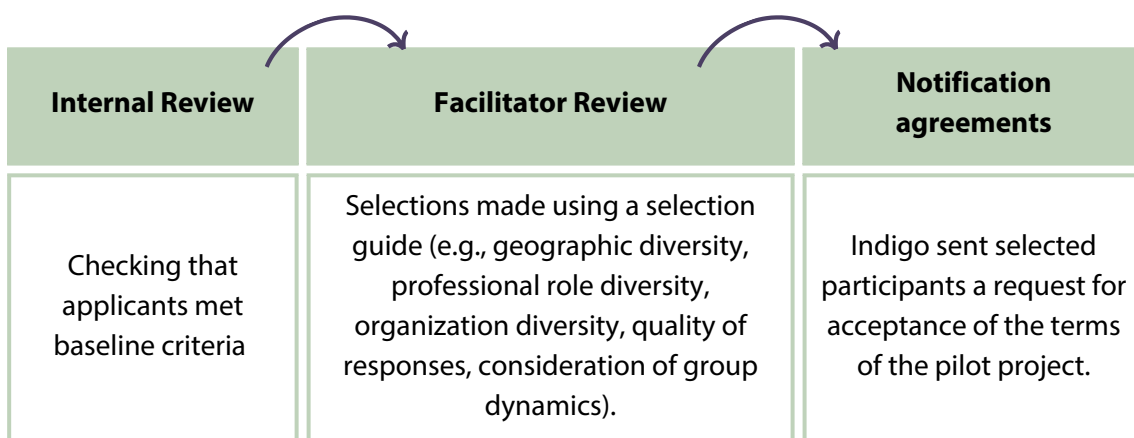 Internal Review
Facilitator Review
Notification
agreements
Checking that
applicants met
baseline criteria
Selections made using a selection
guide (e.g., geographic diversity,
professional role diversity,
organization diversity, quality of
responses, consideration of group
dynamics).
Indigo sent selected
participants a request for
acceptance of the terms
of the pilot project.